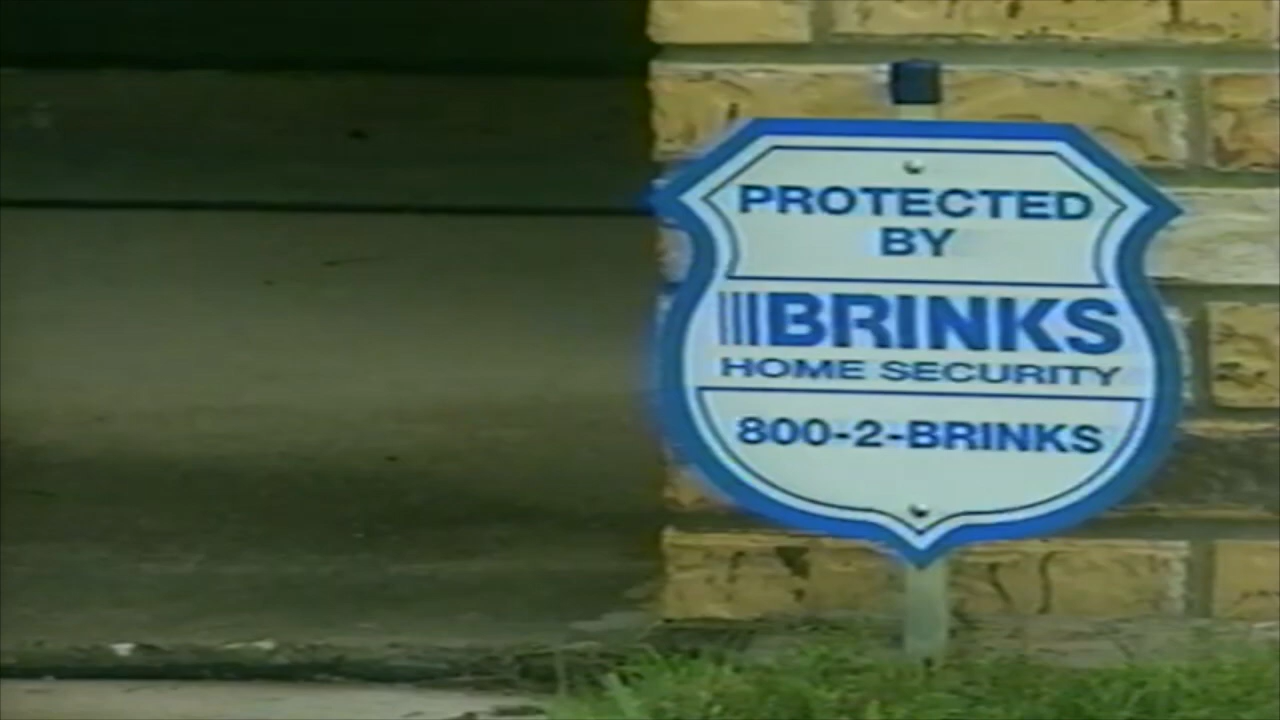 PROTECTED
BY
BRINKS
HOME SECURITY
800-2-BRINKS